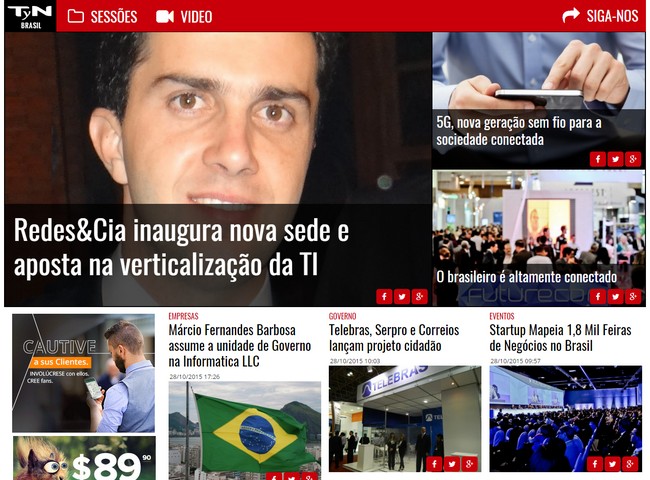 TyN
BRASIL
SESSÕES
VIDEO
SIGA-NOS
Redes&Cia inaugura nova sede e
aposta na verticalização da TI
5G, nova geração sem fio para a
sociedade conectada
O brasileiro é altamente conectado
FUTURECO
CAUTIVE
a sus Clientes.
INVOLÚCRESE con ellos.
CREE fans.
$89 90
EMPRESAS
Márcio Fernandes Barbosa
assume a unidade de Governo
na Informatica LLC
28/10/2015 17:26
GOVERNO
Telebras, Serpro e Correios
lançam projeto cidadão
28/10/2015 10:03
TELEBRAS
EVENTOS
Startup Mapeia 1,8 Mil Feiras
de Negócios no Brasil
28/10/2015 09:57